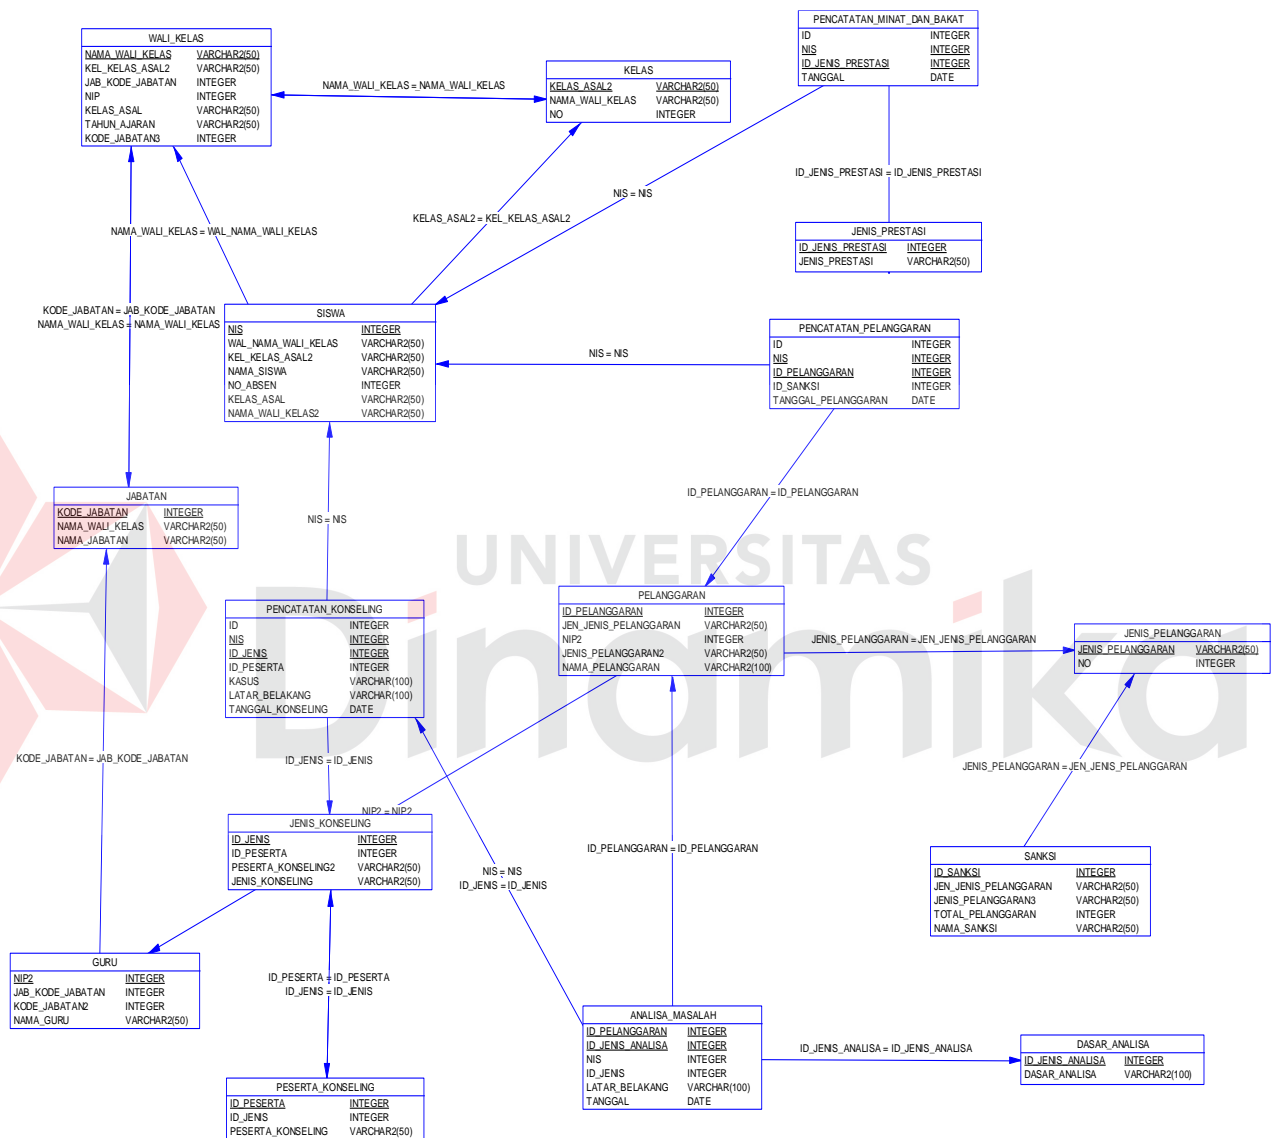 WALI_KELAS
NAMA_WALI_KELAS VARCHAR2(50)
KEL_KELAS_ASAL2 VARCHAR2(50)
JAB_KODE_JABATAN INTEGER
NIP INTEGER
KELAS_ASAL VARCHAR2(50)
TAHUN_AJARAN VARCHAR2(50)
KODE_JABATAN3 INTEGER
NAMA_WALI_KELAS = NAMA_WALI_KELAS
KELAS
KELAS_ASAL2 VARCHAR2(50)
NAMA_WALI_KELAS VARCHAR2(50)
NO INTEGER
PENCATATAN_MINAT_DAN_BAKAT
ID INTEGER
NIS INTEGER
ID_JENIS_PRESTASI INTEGER
TANGGAL DATE
ID_JENIS_PRESTASI = ID_JENIS_PRESTASI
NIS = NIS
KELAS_ASAL2 = KEL_KELAS_ASAL2
NAMA_WALI_KELAS = WAL_NAMA_WALI_KELAS
JENIS_PRESTASI
ID_JENIS_PRESTASI INTEGER
JENIS_PRESTASI VARCHAR2(50)
KODE_JABATAN = JAB_KODE_JABATAN
NAMA_WALI_KELAS = NAMA_WALI_KELAS
SISWA
NIS INTEGER
WAL_NAMA_WALI_KELAS VARCHAR2(50)
KEL_KELAS_ASAL2 VARCHAR2(50)
NAMA_SISWA VARCHAR2(50)
NO_ABSEN INTEGER
KELAS_ASAL VARCHAR2(50)
NAMA_WALI_KELAS2 VARCHAR2(50)
NIS = NIS
PENCATATAN_PELANGGARAN
ID INTEGER
NIS INTEGER
ID_PELANGGARAN INTEGER
ID_SANKSI INTEGER
TANGGAL_PELANGGARAN DATE
ID_PELANGGARAN = ID_PELANGGARAN
JABATAN
KODE_JABATAN INTEGER
NAMA_WALI_KELAS VARCHAR2(50)
NAMA_JABATAN VARCHAR2(50)
NIS = NIS
UNIVERSITAS
Dinamika
PENCATATAN_KONSELING
ID INTEGER
NIS INTEGER
ID_JENIS INTEGER
ID_PESERTA INTEGER
KASUS VARCHAR(100)
LATAR_BELAKANG VARCHAR(100)
TANGGAL_KONSELING DATE
PELANGGARAN
ID_PELANGGARAN INTEGER
JEN_JENIS_PELANGGARAN VARCHAR2(50)
NIP2 INTEGER
JENIS_PELANGGARAN2 VARCHAR2(50)
NAMA_PELANGGARAN VARCHAR2(100)
JENIS_PELANGGARAN = JEN_JENIS_PELANGGARAN
JENIS_PELANGGARAN
JENIS_PELANGGARAN VARCHAR2(50)
NO INTEGER
KODE_JABATAN = JAB_KODE_JABATAN
ID_JENIS = ID_JENIS
JENIS_PELANGGARAN = JEN_JENIS_PELANGGARAN
NIP2 = NIP2
JENIS_KONSELING
ID_JENIS INTEGER
ID_PESERTA INTEGER
PESERTA_KONSELING2 VARCHAR2(50)
JENIS_KONSELING VARCHAR2(50)
ID_PELANGGARAN = ID_PELANGGARAN
NIS = NIS
ID_JENIS = ID_JENIS
SANKSI
ID_SANKSI INTEGER
JEN_JENIS_PELANGGARAN VARCHAR2(50)
JENIS_PELANGGARAN3 VARCHAR2(50)
TOTAL_PELANGGARAN INTEGER
NAMA_SANKSI VARCHAR2(50)
GURU
NIP2 INTEGER
JAB_KODE_JABATAN INTEGER
KODE_JABATAN2 INTEGER
NAMA_GURU VARCHAR2(50)
ID_PESERTA = ID_PESERTA
ID_JENIS = ID_JENIS
ANALISA_MASALAH
ID_PELANGGARAN INTEGER
ID_JENIS_ANALISA INTEGER
NIS INTEGER
ID_JENIS INTEGER
LATAR_BELAKANG VARCHAR(100)
TANGGAL DATE
ID_JENIS_ANALISA = ID_JENIS_ANALISA
DASAR_ANALISA
ID_JENIS_ANALISA INTEGER
DASAR_ANALISA VARCHAR2(100)
PESERTA_KONSELING
ID_PESERTA INTEGER
ID_JENIS INTEGER
PESERTA_KONSELING VARCHAR2(50)